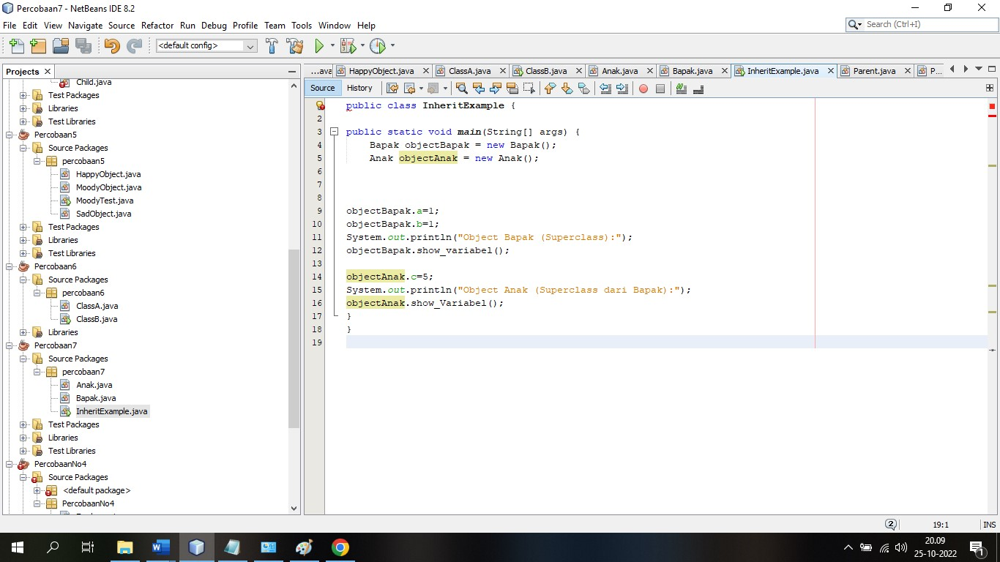 Percobaan7 - NetBeans IDE 8.2
File Edit View Navigate Source Refactor Run Debug Profile Team Tools Window Help
Search (Ctrl+I)
<default config>
Projects
Child.java
Test Packages
Libraries
Test Libraries
Percobaan5
Source Packages
percobaan5
HappyObject.java
MoodyObject.java
MoodyTest.java
SadObject.java
Test Packages
Libraries
Test Libraries
Percobaan6
Source Packages
percobaan6
ClassA.java
ClassB.java
Libraries
Percobaan7
Source Packages
percobaan7
Anak.java
Bapak.java
InheritExample.java
Test Packages
Libraries
Test Libraries
PercobaanNo4
Source Packages
<default package>
PercobaanNo4
...ava HappyObject.java ClassA.java ClassB.java Anak.java Bapak.java InheritExample.java Parent.java P...
Source History
public class InheritExample {
2
3 public static void main(String[] args) {
4 Bapak objectBapak = new Bapak();
5 Anak objectAnak = new Anak();
6
7
8
9 objectBapak.a=1;
10 objectBapak.b=1;
11 System.out.println("Object Bapak (Superclass):");
12 objectBapak.show_variabel();
13
14 objectAnak.c=5;
15 System.out.println("Object Anak (Superclass dari Bapak):");
16 objectAnak.show_Variabel();
17 }
18 }
19
2 19:1 INS
20.09
25-10-2022
1